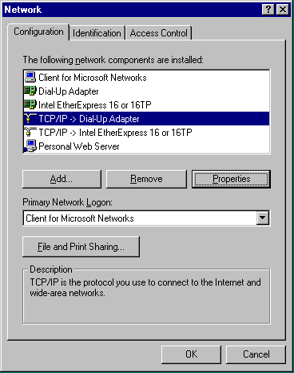 Network
Configuration Identification Access Control
The following network components are installed:
Client for Microsoft Networks
Dial-Up Adapter
Intel EtherExpress 16 or 16TP
TCP/IP -> Dial-Up Adapter
TCP/IP -> Intel EtherExpress 16 or 16TP
Personal Web Server
Add... Remove Properties
Primary Network Logon:
Client for Microsoft Networks
File and Print Sharing...
Description
TCP/IP is the protocol you use to connect to the Internet and
wide-area networks.
OK Cancel